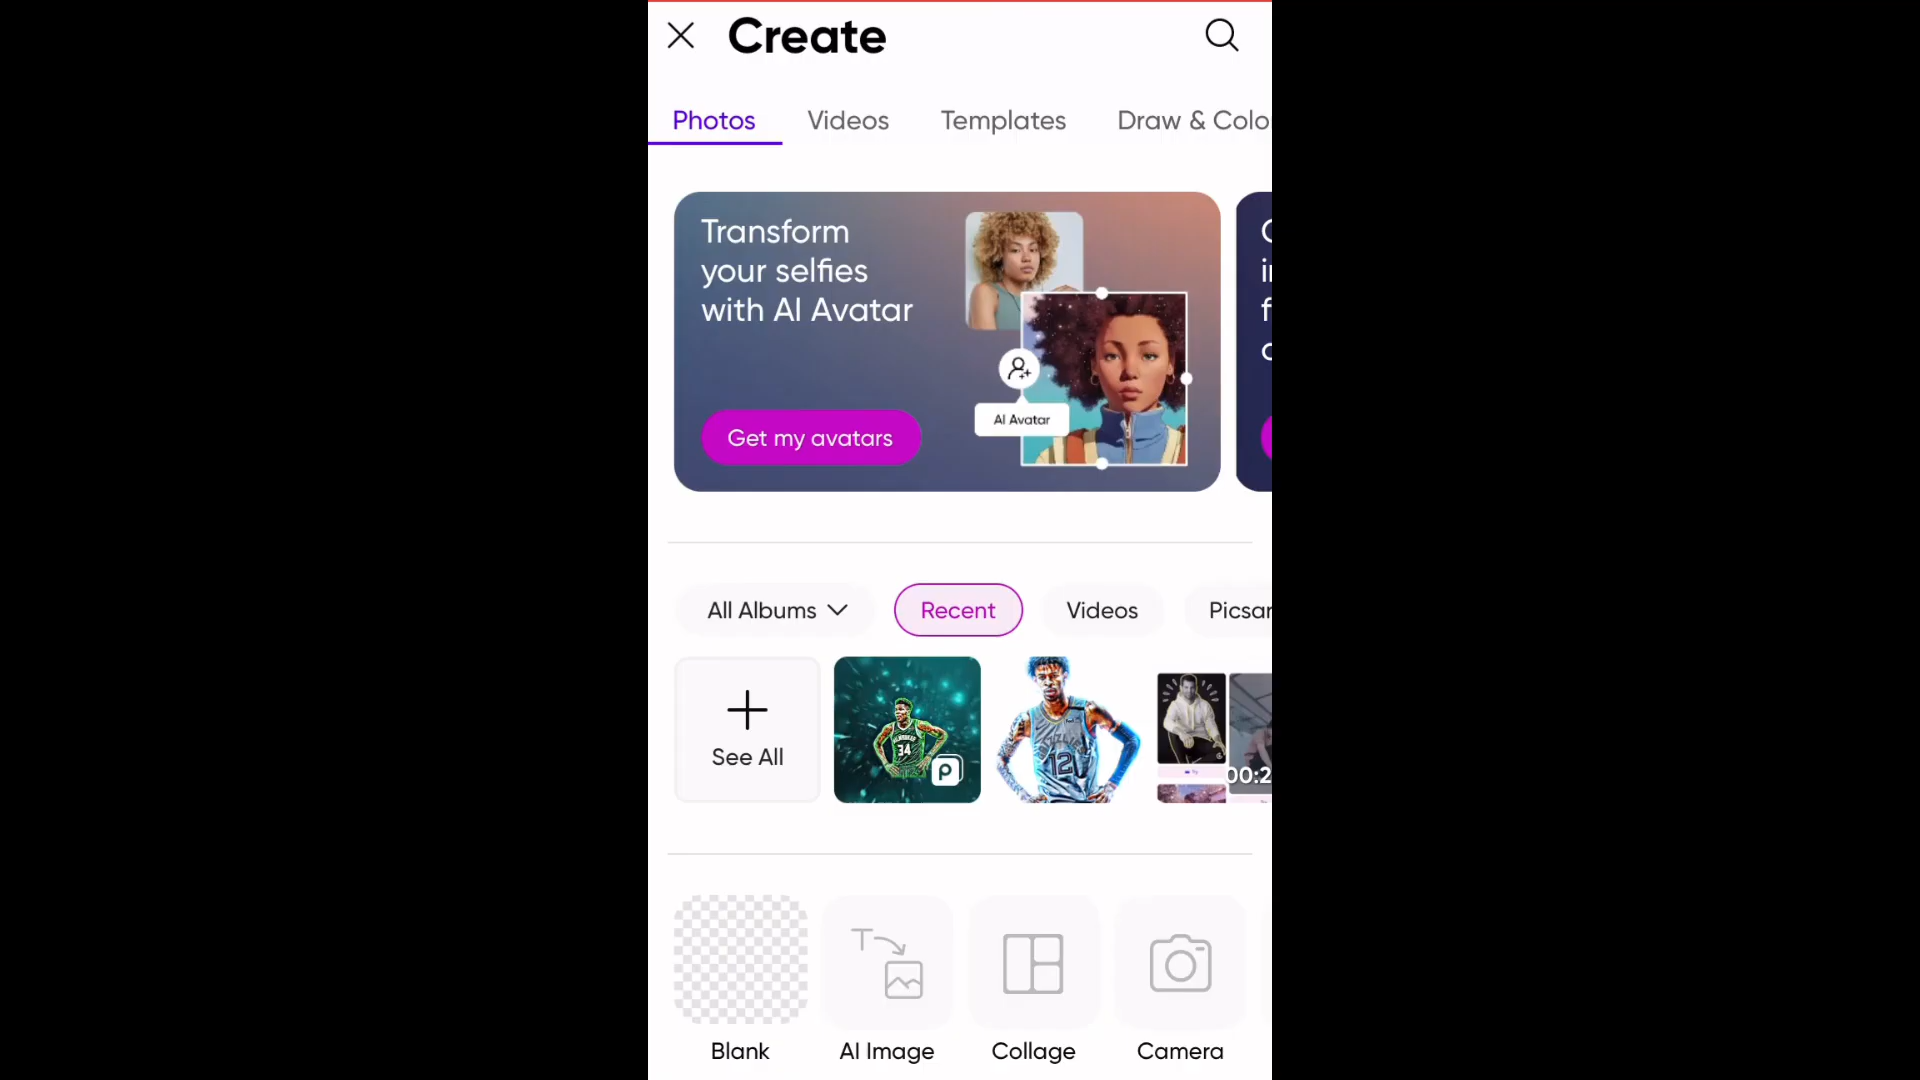 Create
Photos Videos Templates Draw & Colo
Transform
your selfies
with AI Avatar
AI Avatar
Get my avatars
All Albums Recent Videos Picsar
See All
34
12
00:2
Blank AI Image Collage Camera